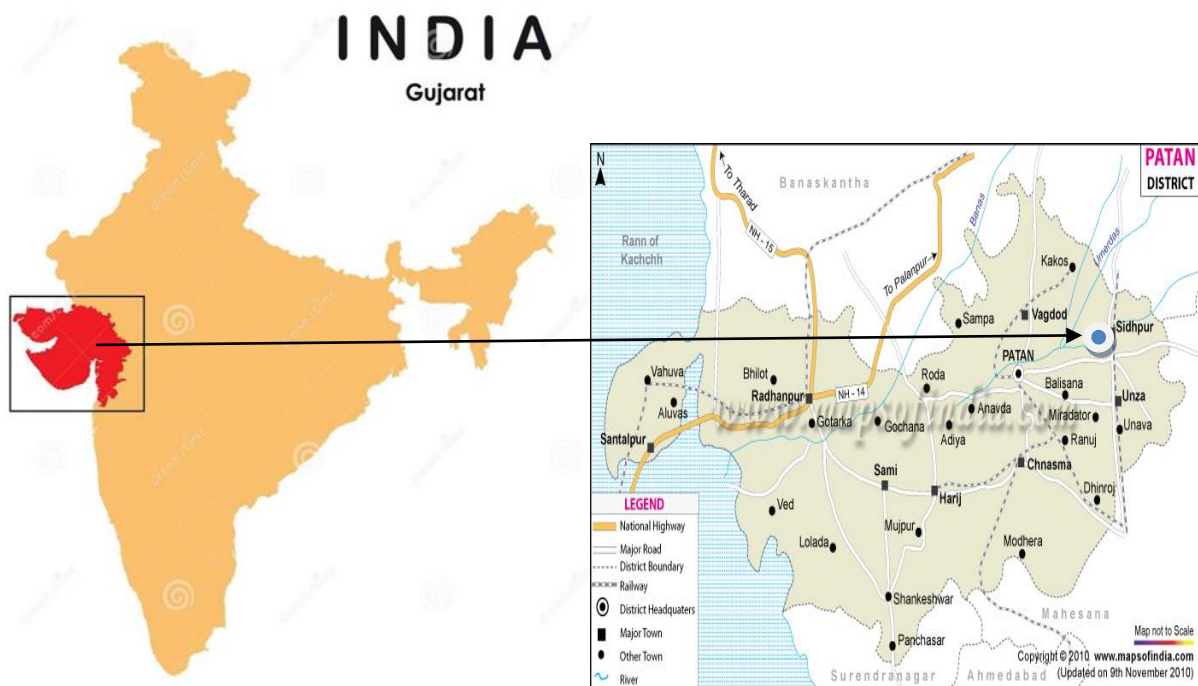 INDIA
Gujarat
PATAN
DISTRICT
N
To Tharad
Banaskantha
Banas
Umerdas
Rann of
Kachchh
NH - 15
To Palanpur
Kakos
Sampa
Vagdod
Sidhpur
PATAN
Vahuva
Bhilot
Roda
Balisana
Aluvas
Radhanpur
NH - 14
Anavda
Miradator
Unza
www.mapsofindia.com
Gotarka
Gochana
Adiya
Ranuj
Unava
Santalpur
Sami
Chnasma
Harij
Dhinroj
Ved
Mujpur
Lolada
Modhera
Shankeshwar
Mahesana
Panchasar
Surendranagar
Ahmedabad
LEGEND
National Highway
Major Road
District Boundary
Railway
District Headquaters
Major Town
Other Town
River
Map not to Scale
Copyright © 2010 www.mapsofindia.com
(Updated on 9th November 2010)